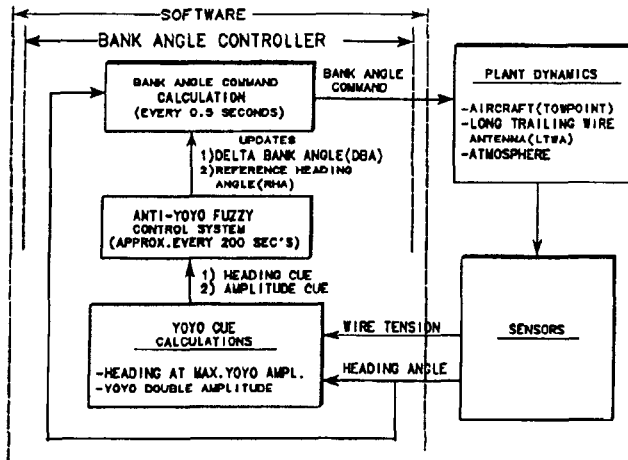 SOFTWARE
BANK ANGLE CONTROLLER
BANK ANGLE COMMAND
CALCULATION
(EVERY 0.5 SECONDS)
BANK ANGLE
COMMAND
PLANT DYNAMICS
-AIRCRAFT(TOWPOINT)
-LONG TRAILING WIRE
ANTENNA(LTWA)
-ATMOSPHERE
UPDATES
1)DELTA BANK ANGLE(DBA)
2)REFERENCE HEADING
ANGLE(RHA)
ANTI-YOYO FUZZY
CONTROL SYSTEM
(APPROX.EVERY 200 SEC'S)
1) HEADING CUE
2) AMPLITUDE CUE
YOYO CUE
CALCULATIONS
-HEADING AT MAX.YOYO AMPL.
-YOYO DOUBLE AMPLITUDE
WIRE TENSION
HEADING ANGLE
SENSORS